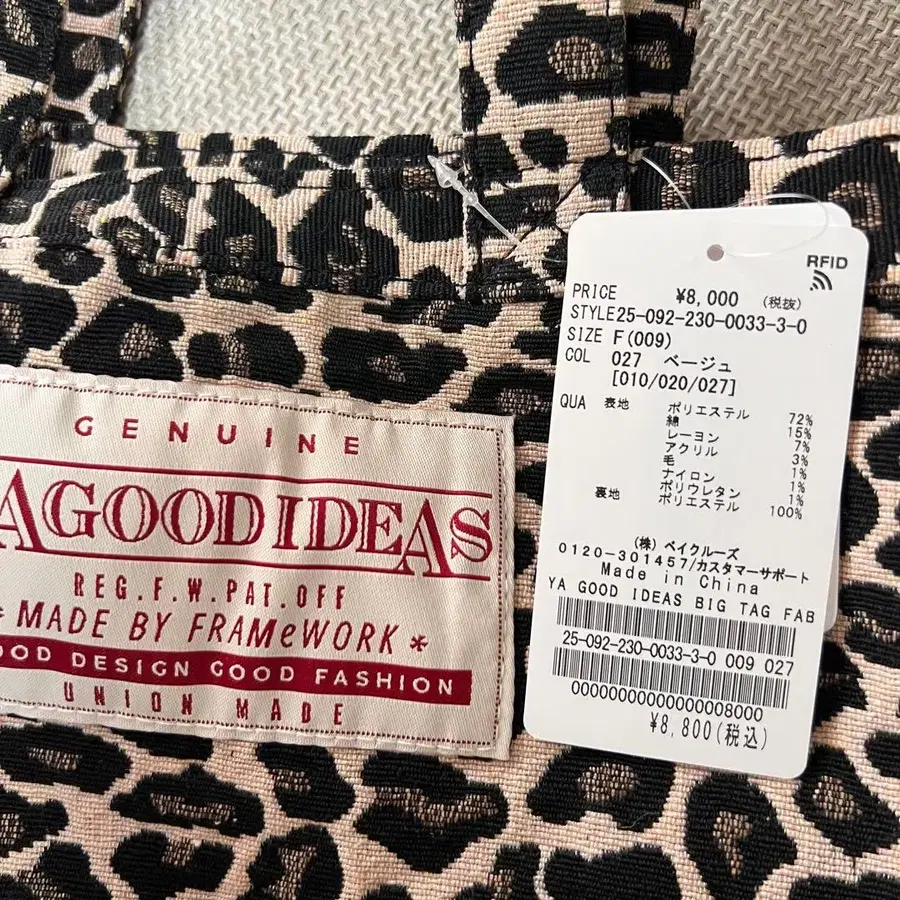 GENUINE
A GOOD IDEAS
REG.F.W.PAT.OFF
* MADE BY FRAMeWORK *
OOD DESIGN GOOD FASHION
UNION MADE
RFID
PRICE ¥8,000 (税抜)
STYLE25-092-230-0033-3-0
SIZE F(009)
COL 027 ベージュ
[010/020/027]
QUA 表地 ポリエステル 72%
綿 15%
レーヨン 7%
アクリル 3%
毛 1%
ナイロン 1%
ポリウレタン 1%
裏地 ポリエステル 100%
(株) ベイクルーズ
0120-301457/カスタマーサポート
Made in China
YA GOOD IDEAS BIG TAG FAB
25-092-230-0033-3-0 009 027
00000000000000008000
¥8,800(税込)